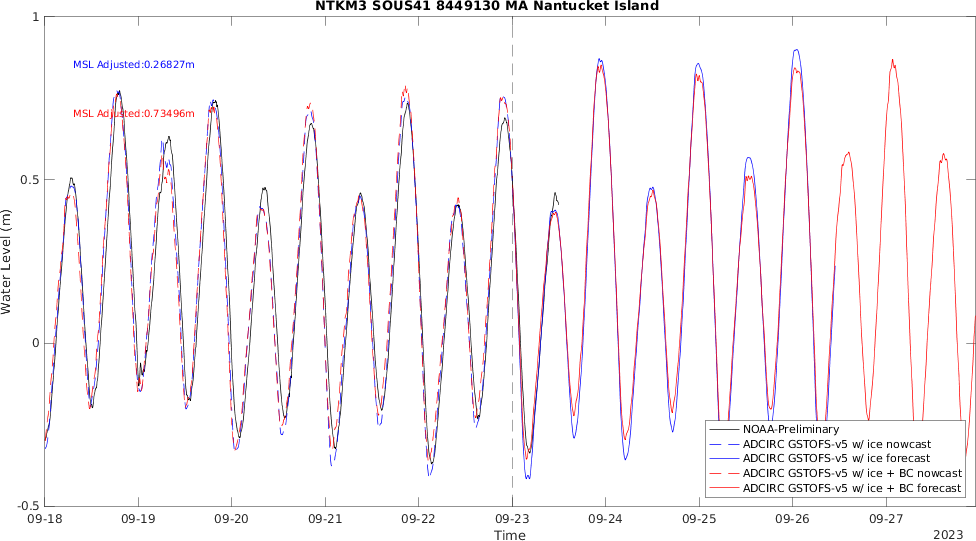 NTKM3 SOUS41 8449130 MA Nantucket Island
1
MSL Adjusted:0.26827m
MSL Adjusted:0.73496m
0.5
Water Level (m)
0
-0.5
NOAA-Preliminary
ADCIRC GSTOFS-v5 w/ ice nowcast
ADCIRC GSTOFS-v5 w/ ice forecast
ADCIRC GSTOFS-v5 w/ ice + BC nowcast
ADCIRC GSTOFS-v5 w/ ice + BC forecast
09-18 09-19 09-20 09-21 09-22 09-23 09-24 09-25 09-26 09-27
Time
2023